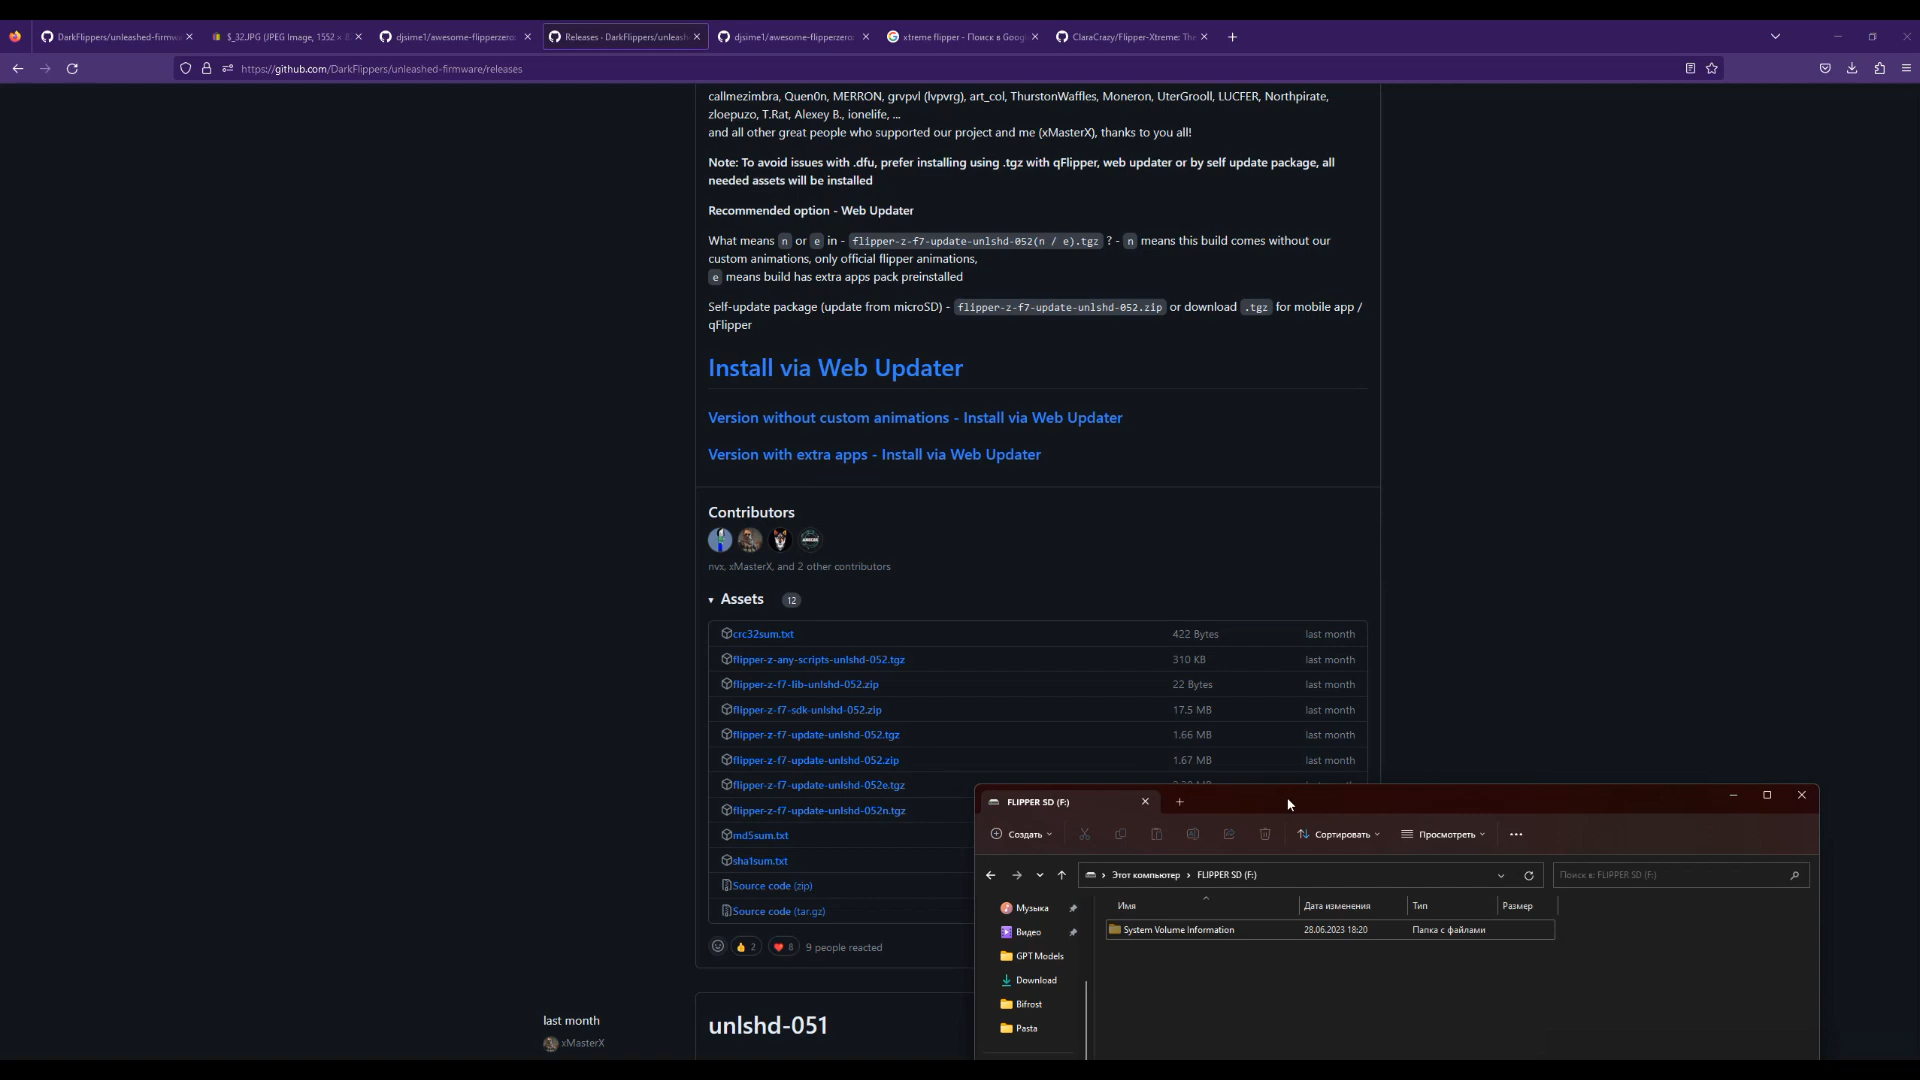 DarkFlippers/unleashed-firmw
$_32.JPG (JPEG Image, 1552 ×
djsime1/awesome-flipperzero:
Releases · DarkFlippers/unleash
djsime1/awesome-flipperzero:
xtreme flipper - Поиск в Goog
ClaraCrazy/Flipper-Xtreme: The
https://github.com/DarkFlippers/unleashed-firmware/releases
callmezimbra, Quen0n, MERRON, grvpvl (lvpvrg), art_col, ThurstonWaffles, Moneron, UterGrooll, LUCFER, Northpirate,
zloepuzo, T.Rat, Alexey B., ionelife, ...
and all other great people who supported our project and me (xMasterX), thanks to you all!
Note: To avoid issues with .dfu, prefer installing using .tgz with qFlipper, web updater or by self update package, all
needed assets will be installed
Recommended option - Web Updater
What means n or e in - flipper-z-f7-update-unlshd-052(n / e).tgz ? - n means this build comes without our
custom animations, only official flipper animations,
e means build has extra apps pack preinstalled
Self-update package (update from microSD) - flipper-z-f7-update-unlshd-052.zip or download .tgz for mobile app /
qFlipper
Install via Web Updater
Version without custom animations - Install via Web Updater
Version with extra apps - Install via Web Updater
Contributors
nvx, xMasterX, and 2 other contributors
Assets 12
crc32sum.txt 422 Bytes last month
flipper-z-any-scripts-unlshd-052.tgz 310 KB last month
flipper-z-f7-lib-unlshd-052.zip 22 Bytes last month
flipper-z-f7-sdk-unlshd-052.zip 17.5 MB last month
flipper-z-f7-update-unlshd-052.tgz 1.66 MB last month
flipper-z-f7-update-unlshd-052.zip 1.67 MB last month
flipper-z-f7-update-unlshd-052e.tgz
flipper-z-f7-update-unlshd-052n.tgz
md5sum.txt
sha1sum.txt
Source code (zip)
Source code (tar.gz)
2 8 9 people reacted
last month
xMasterX
unlshd-051
FLIPPER SD (F:)
Создать Сортировать Просмотреть
Этот компьютер FLIPPER SD (F:) Поиск в: FLIPPER SD (F:)
Имя Дата изменения Тип Размер
System Volume Information 28.06.2023 18:20 Папка с файлами
Музыка
Видео
GPT Models
Download
Bifrost
Pasta